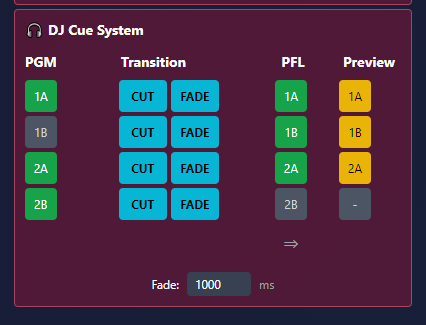 🎧 DJ Cue System
PGM Transition PFL Preview
1A CUT FADE 1A 1A
1B CUT FADE 1B 1B
2A CUT FADE 2A 2A
2B CUT FADE 2B -
⇒
Fade: 1000 ms